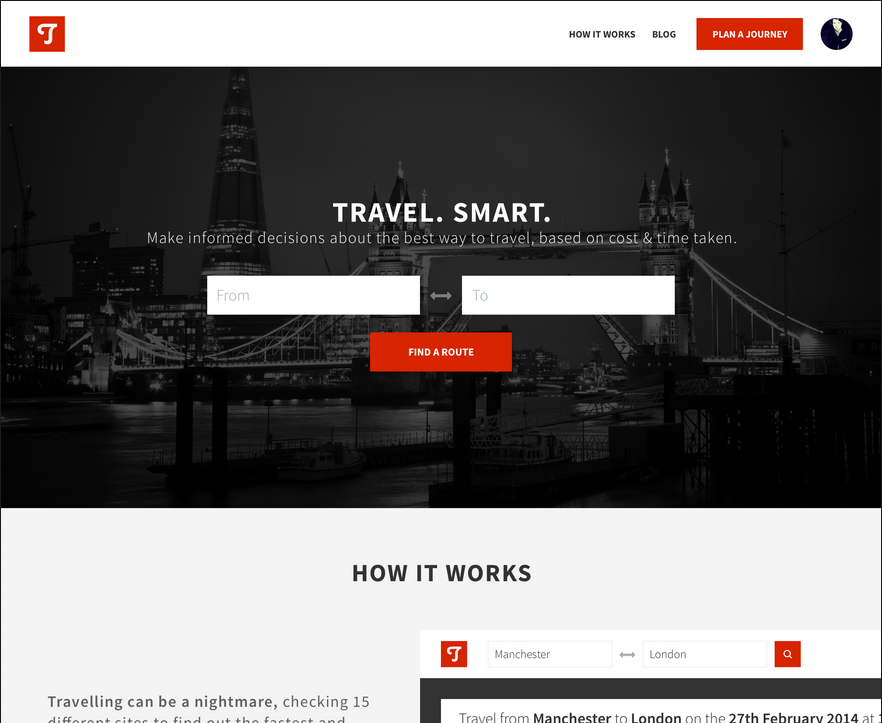 T
HOW IT WORKS BLOG PLAN A JOURNEY
TRAVEL. SMART.
Make informed decisions about the best way to travel, based on cost & time taken.
From To
FIND A ROUTE
HOW IT WORKS
T Manchester London
Travelling can be a nightmare, checking 15
different sites to find out the fastest and
Travel from Manchester to London on the 27th February 2014 at